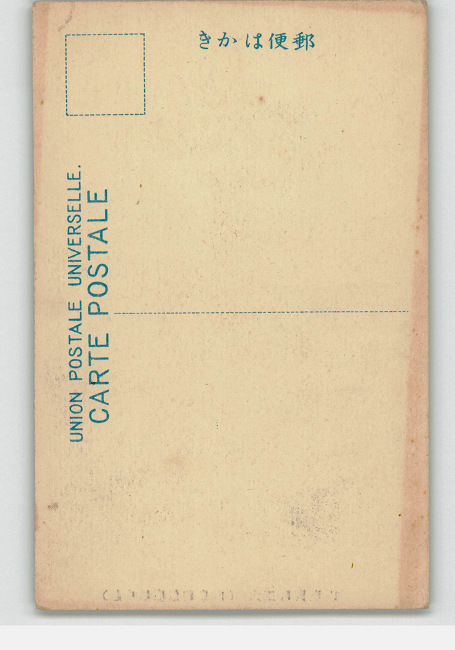 郵便はかき
UNION POSTALE UNIVERSELLE.
CARTE POSTALE